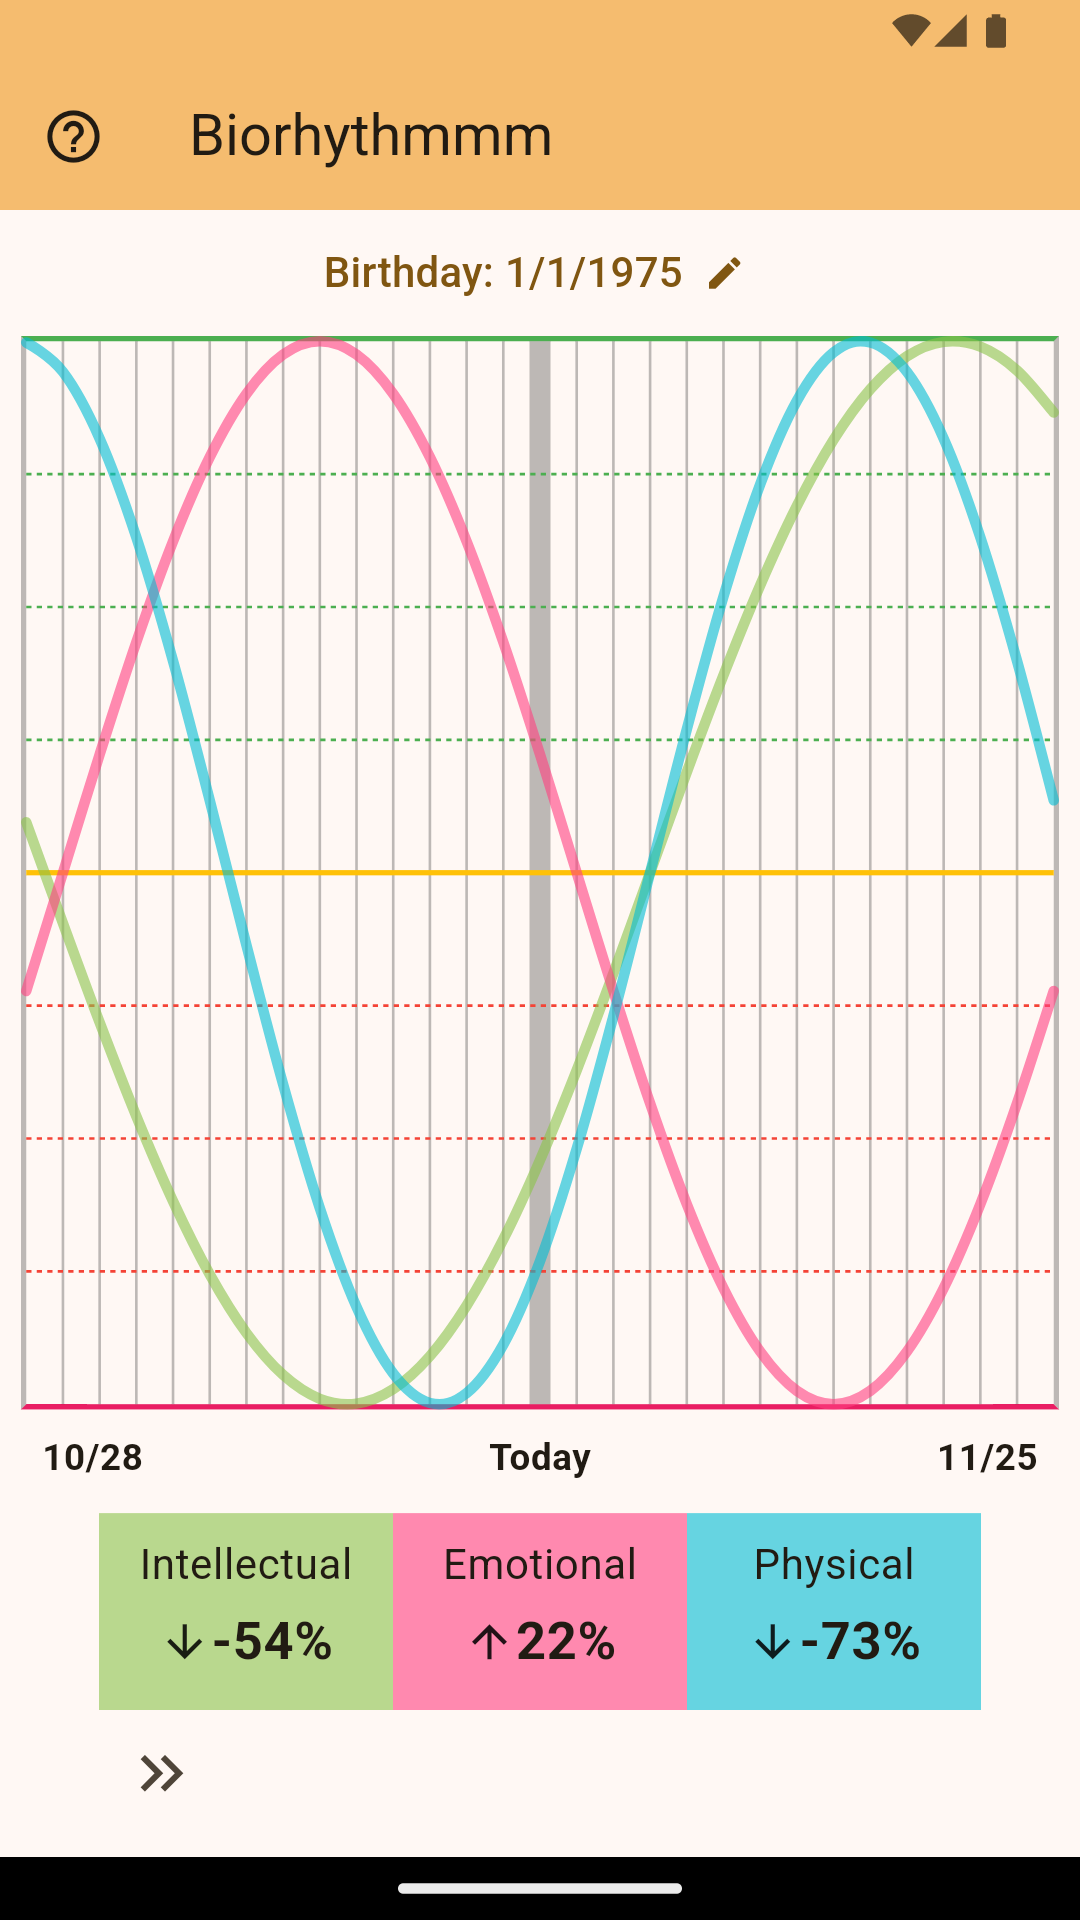 Biorhythmmm
Birthday: 1/1/1975
10/28 Today 11/25
Intellectual Emotional Physical
↓-54% ↑22% ↓-73%